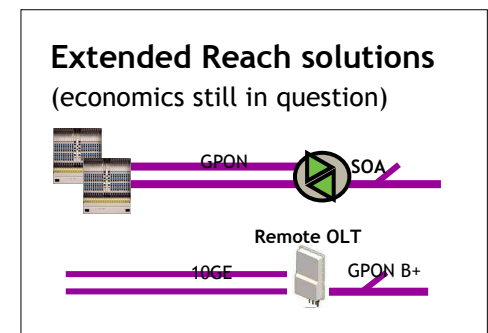 Extended Reach solutions
(economics still in question)
GPON
SOA
Remote OLT
10GE
GPON B+